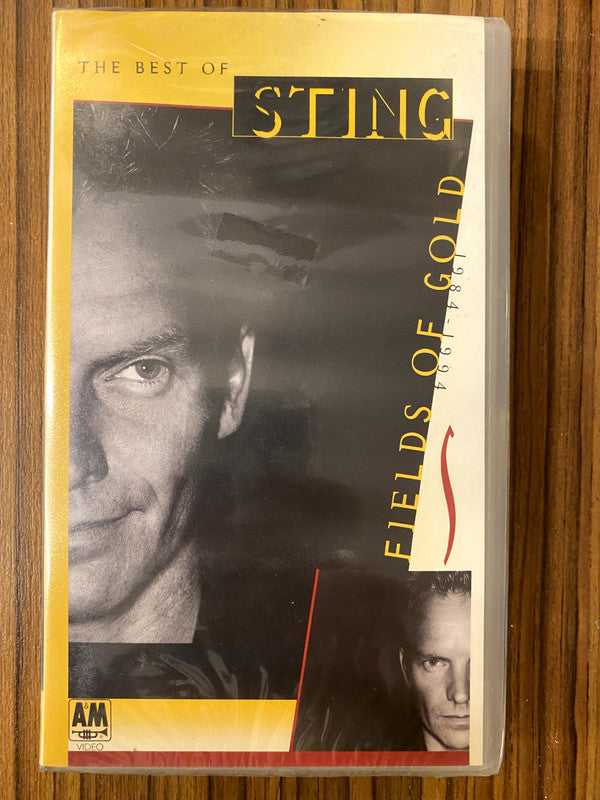 THE BEST OF
STING
FIELDS OF GOLD
1984-1994
A&M
VIDEO